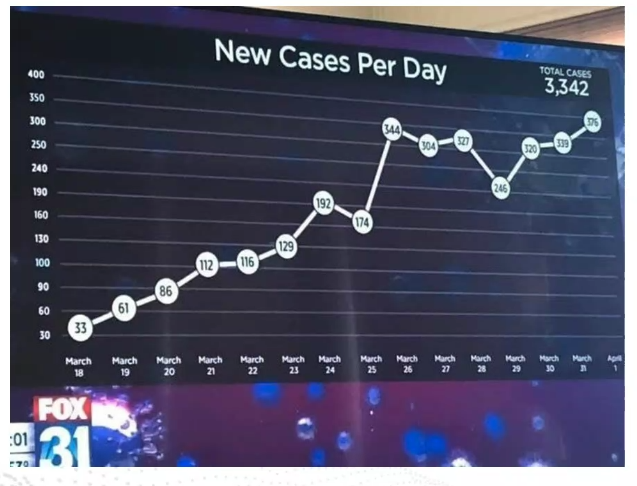 New Cases Per Day
TOTAL CASES
3,342
400
350
300
250
240
190
160
130
100
90
60
30
33
61
86
112
116
129
192
174
344
304
327
246
320
339
376
March 18
March 19
March 20
March 21
March 22
March 23
March 24
March 25
March 26
March 27
March 28
March 29
March 30
March 31
April 1
FOX
31
:01